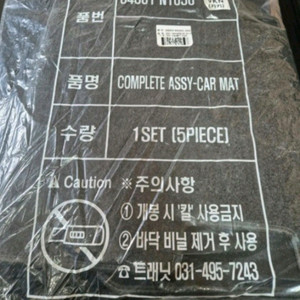 품번
품명 COMPLETE ASSY-CAR MAT
수량 1SET [5PIECE]
Caution ※주의사항
① 개봉 시 '칼' 사용금지
② 바닥 비닐 제거 후 사용
☎트래닛 031-495-7243